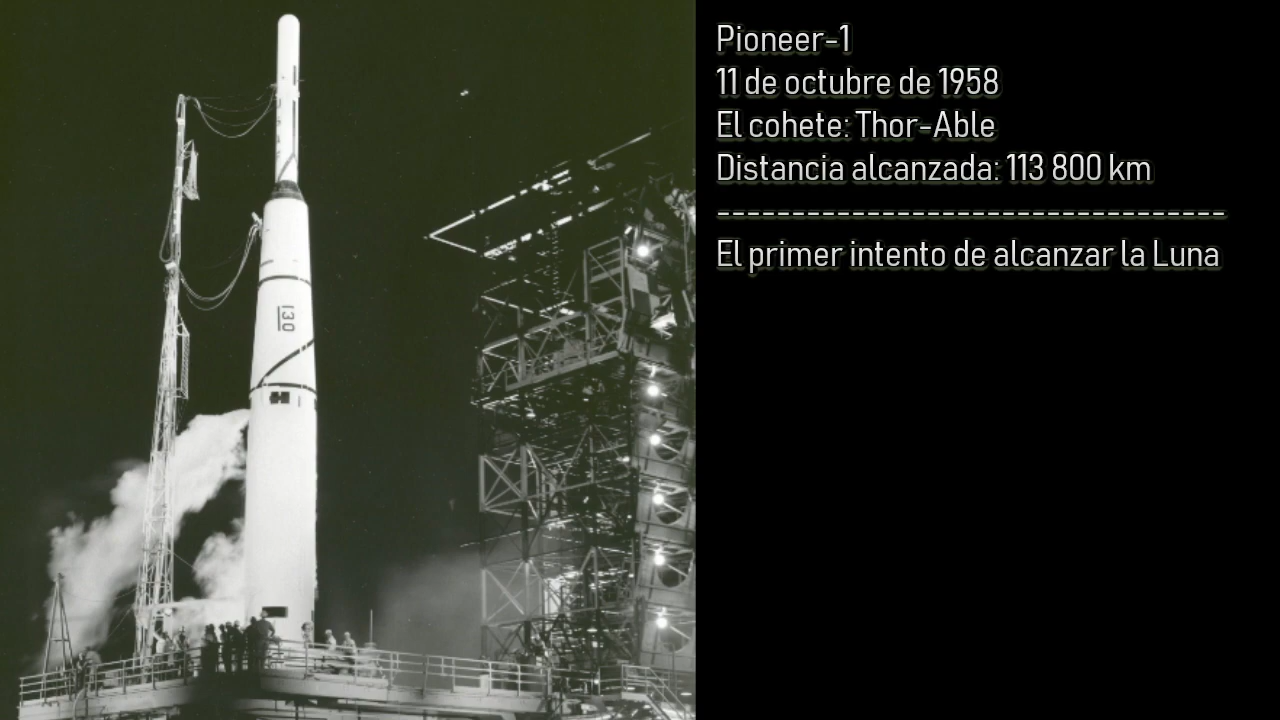 Pioneer-1
11 de octubre de 1958
El cohete: Thor-Able
Distancia alcanzada: 113 800 km
----------------------------------
El primer intento de alcanzar la Luna
130